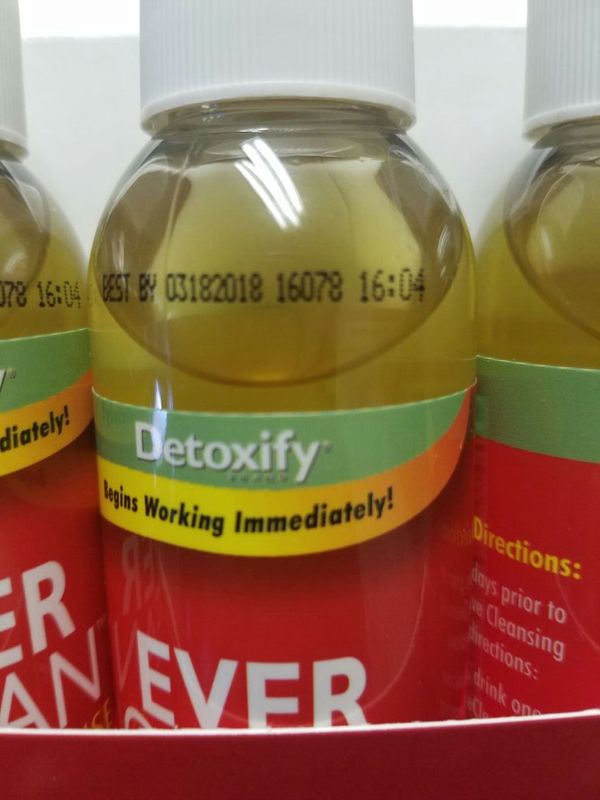 BEST BY 03182018 16078 16:04
Detoxify
Begins Working Immediately!
EVER
078 16:04
diately!
ER
AN
Directions:
days prior to
ve Cleansing
directions:
drink one